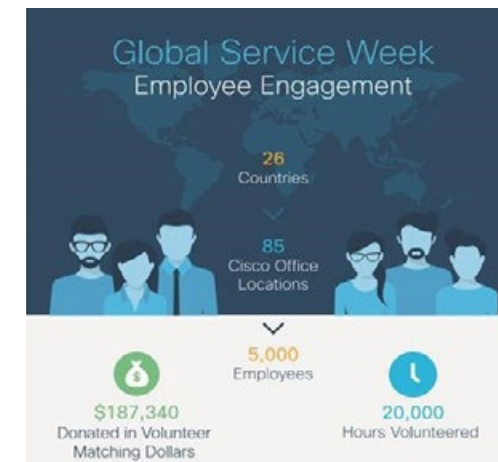 Global Service Week
Employee Engagement
26
Countries
85
Cisco Office
Locations
5,000
Employees
$
$187,340
Donated in Volunteer
Matching Dollars
20,000
Hours Volunteered